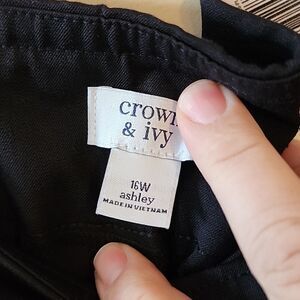 crown
& ivy
16W
ashley
MADE IN VIETNAM